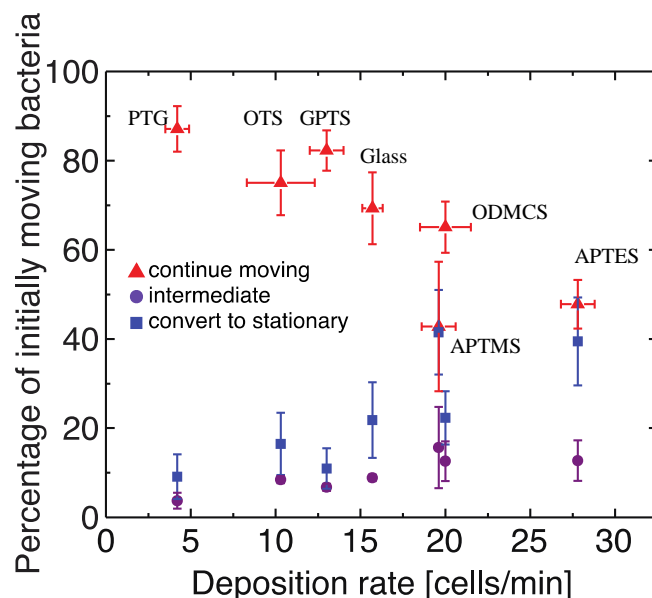 Percentage of initially moving bacteria
100
80
60
40
20
0
PTG
OTS
GPTS
Glass
ODMCS
APTES
APTMS
continue moving
intermediate
convert to stationary
0 5 10 15 20 25 30
Deposition rate [cells/min]